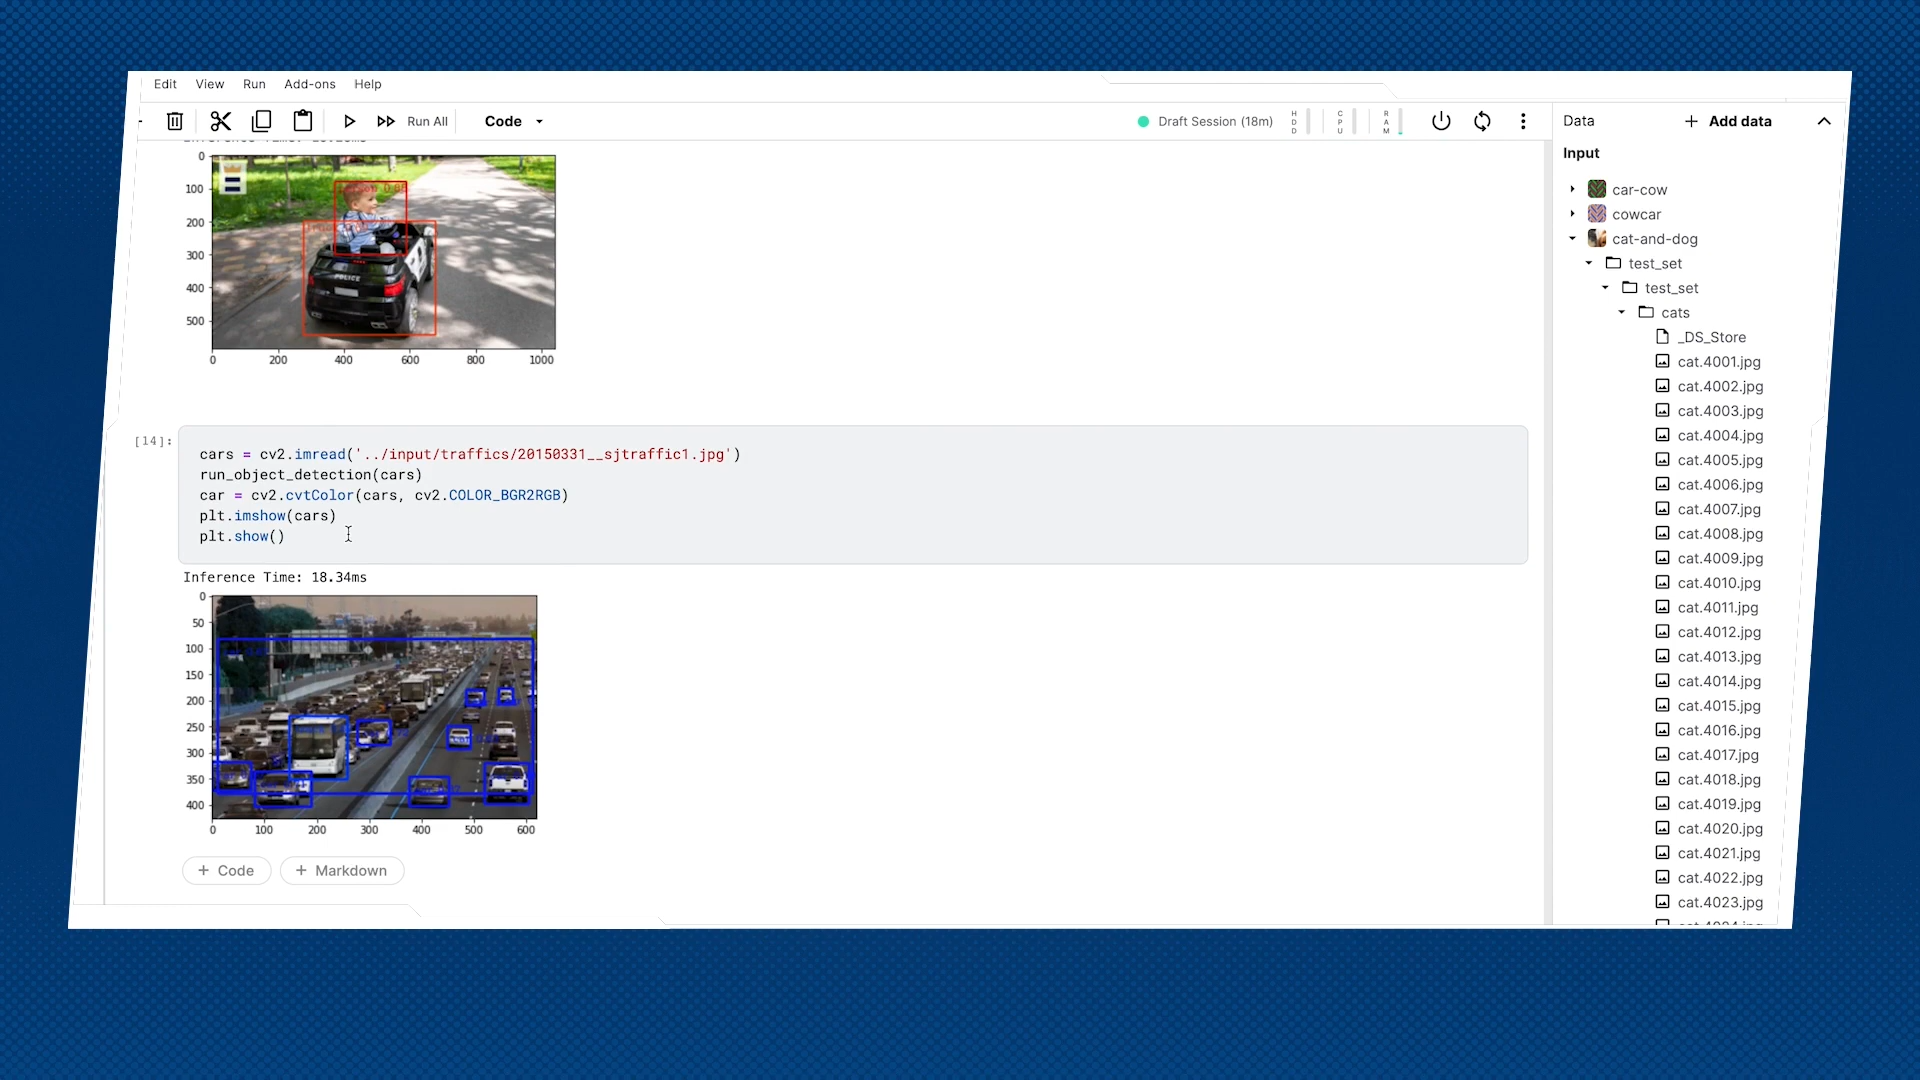 Edit View Run Add-ons Help
Run All Code Draft Session (18m) HDD CPU RAM
Data + Add data
Input
car-cow
cowcar
cat-and-dog
test_set
test_set
cats
_DS_Store
cat.4001.jpg
cat.4002.jpg
cat.4003.jpg
cat.4004.jpg
cat.4005.jpg
cat.4006.jpg
cat.4007.jpg
cat.4008.jpg
cat.4009.jpg
cat.4010.jpg
cat.4011.jpg
cat.4012.jpg
cat.4013.jpg
cat.4014.jpg
cat.4015.jpg
cat.4016.jpg
cat.4017.jpg
cat.4018.jpg
cat.4019.jpg
cat.4020.jpg
cat.4021.jpg
cat.4022.jpg
cat.4023.jpg
0
100
200
300
400
500
POLICE
0 200 400 600 800 1000
[14]:
cars = cv2.imread('../input/traffics/20150331__sjtraffic1.jpg')
run_object_detection(cars)
car = cv2.cvtColor(cars, cv2.COLOR_BGR2RGB)
plt.imshow(cars)
plt.show()
Inference Time: 18.34ms
0
50
100
150
200
250
300
350
400
0 100 200 300 400 500 600
+ Code + Markdown